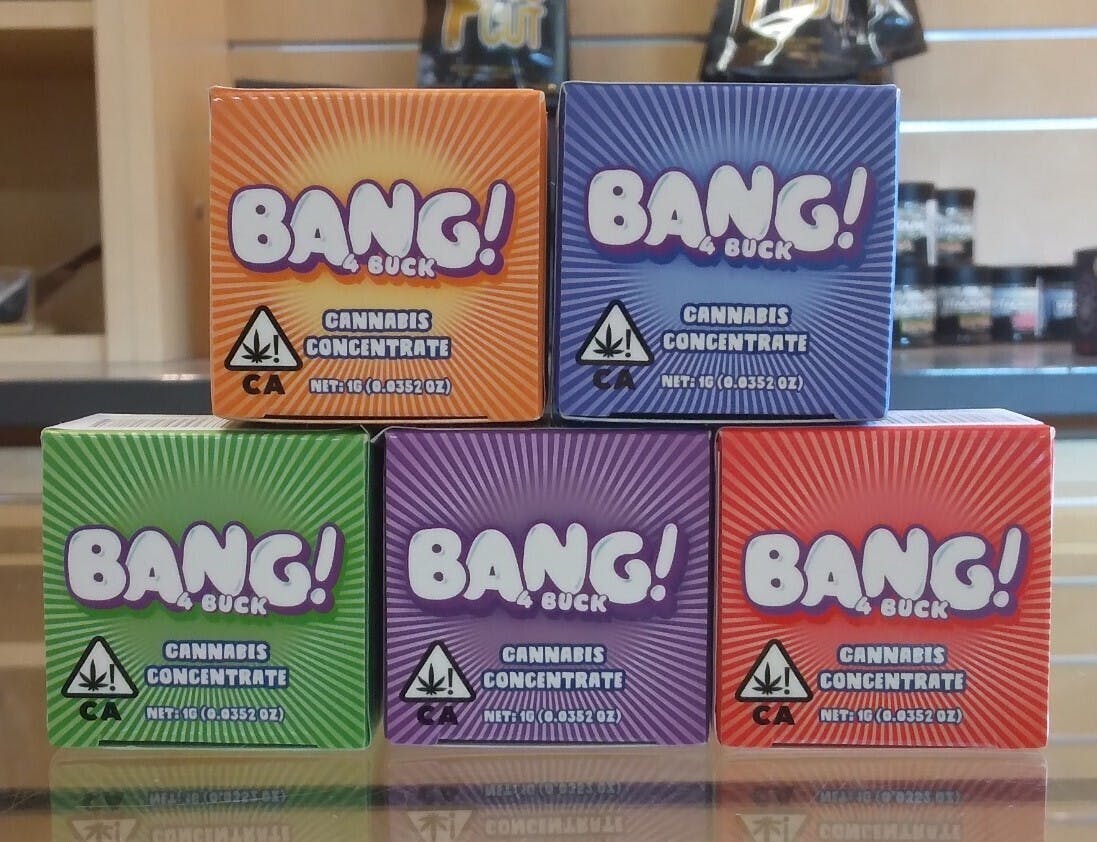 CUT
BANG!
4 BUCK
CANNABIS
CONCENTRATE
CA
NET: 1G (0.0352 OZ)
BANG!
4 BUCK
CANNABIS
CONCENTRATE
CA
NET: 1G (0.0352 OZ)
BANG!
4 BUCK
CANNABIS
CONCENTRATE
CA
NET: 1G (0.0352 OZ)
BANG!
4 BUCK
CANNABIS
CONCENTRATE
CA
NET: 1G (0.0352 OZ)
BANG!
4 BUCK
CANNABIS
CONCENTRATE
CA
NET: 1G (0.0352 OZ)